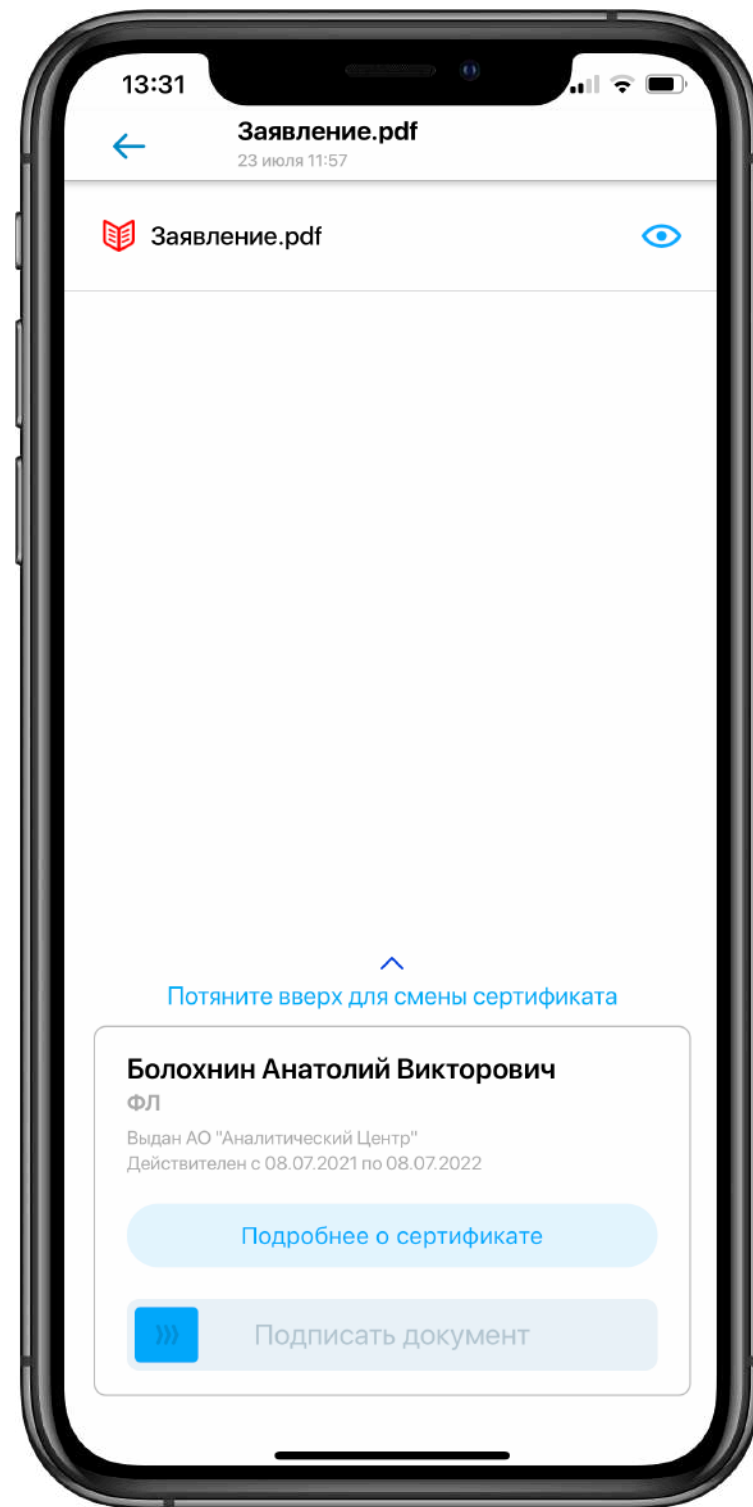 13:31
Заявление.pdf
23 июля 11:57
Заявление.pdf
Потяните вверх для смены сертификата
Болохнин Анатолий Викторович
ФЛ
Выдан АО "Аналитический Центр"
Действителен с 08.07.2021 по 08.07.2022
Подробнее о сертификате
Подписать документ